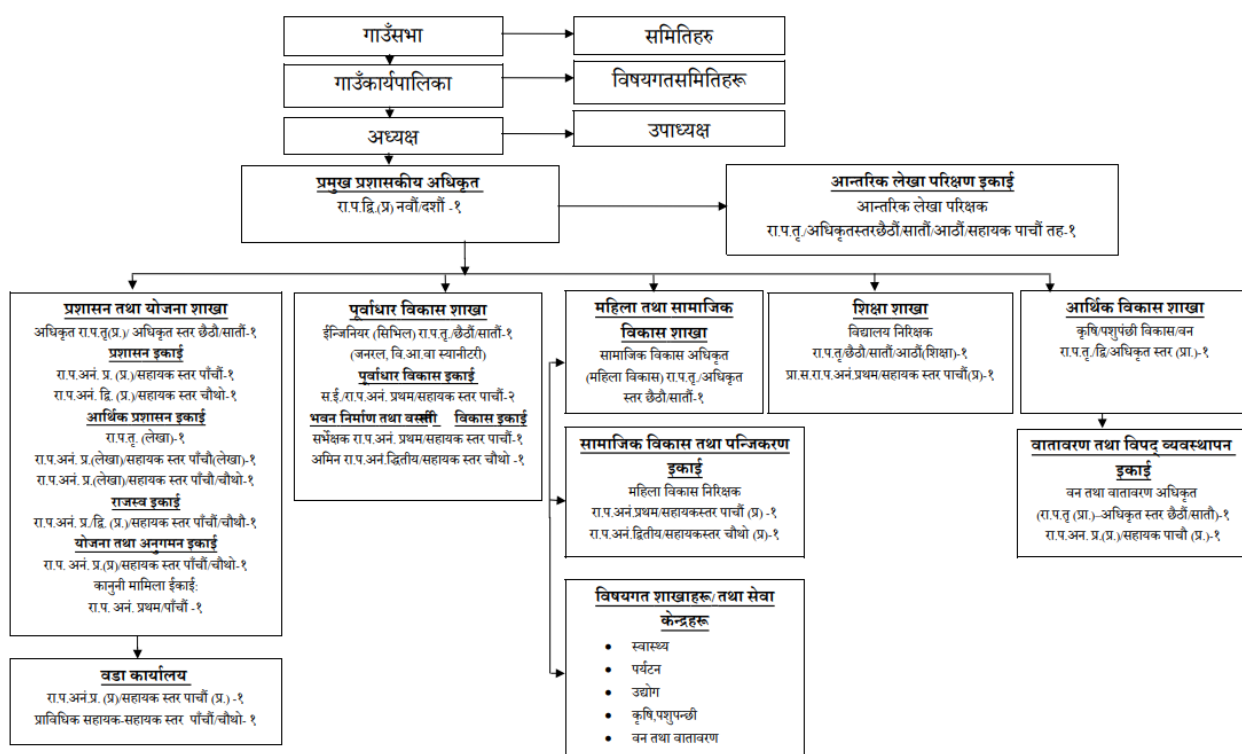 गाउँसभा
समितिहरु
गाउँकार्यपालिका
विषयगतसमितिहरू
अध्यक्ष
उपाध्यक्ष
प्रमुख प्रशासकीय अधिकृत
रा.प.द्वि.(प्र) नवौं/दशौं -१
आन्तरिक लेखा परिक्षण इकाई
आन्तरिक लेखा परिक्षक
रा.प.तृ./अधिकृतस्तरछैठौं/सातौं/आठौं/सहायक पाचौं तह-१
प्रशासन तथा योजना शाखा
अधिकृत रा.प.तृ(प्र.)/ अधिकृत स्तर छैठौ/सातौं-१
प्रशासन इकाई
रा.प.अनं. प्र. (प्र.)/सहायक स्तर पाँचौं-१
रा.प.अनं. द्वि. (प्र.)/सहायक स्तर चौथो-१
आर्थिक प्रशासन इकाई
रा.प.तृ. (लेखा)-१
रा.प.अनं. प्र.(लेखा)/सहायक स्तर पाँचौ(लेखा)-१
रा.प.अनं. प्र.(लेखा)/सहायक स्तर पाँचौ/चौथो-१
राजस्व इकाई
रा.प.अनं. प्र./द्वि. (प्र.)/सहायक स्तर पाँचौं/चौथौ-१
योजना तथा अनुगमन इकाई
रा.प. अनं. प्र.(प्र)/सहायक स्तर पाँचौं/चौथो-१
कानुनी मामिला ईकाई:
रा.प. अनं. प्रथम/पाँचौं -१
वडा कार्यालय
रा.प.अनं.प्र. (प्र)/सहायक स्तर पाचौं (प्र.) -१
प्राविधिक सहायक-सहायक स्तर पाँचौं/चौथो- १
पूर्वाधार विकास शाखा
ईन्जिनियर (सिभिल) रा.प.तृ./छैठौं/सातौं-१
(जनरल, वि.आ.वा स्यानीटरी)
पूर्वाधार विकास इकाई
स.ई./रा.प.अनं. प्रथम/सहायक स्तर पाचौं-२
भवन निर्माण तथा वस्ती विकास इकाई
सर्भेक्षक रा.प.अनं. प्रथम/सहायक स्तर पाचौं-१
अमिन रा.प.अनं.द्धितीय/सहायक स्तर चौथो -१
महिला तथा सामाजिक
विकास शाखा
सामाजिक विकास अधिकृत
(महिला विकास) रा.प.तृ./अधिकृत
स्तर छैठौं/सातौं-१
सामाजिक विकास तथा पन्जिकरण
इकाई
महिला विकास निरिक्षक
रा.प.अनं.प्रथम/सहायकस्तर पाचौं (प्र) -१
रा.प.अनं.द्वितीय/सहायकस्तर चौथो (प्र)-१
विषयगत शाखाहरू/ तथा सेवा
केन्द्रहरू
• स्वास्थ्य
• पर्यटन
• उद्योग
• कृषि,पशुपन्छी
• वन तथा वातावरण
शिक्षा शाखा
विद्यालय निरिक्षक
रा.प.तृ/छैठौं/सातौं/आठौं(शिक्षा)-१
प्रा.स.रा.प.अनं.प्रथम/सहायक स्तर पाचौं(प्र)-१
आर्थिक विकास शाखा
कृषि/पशुपंछी विकास/वन
रा.प.तृ./द्वि/अधिकृत स्तर (प्रा.)-१
वातावरण तथा विपद् व्यवस्थापन
इकाई
वन तथा वातावरण अधिकृत
(रा.प.तृ (प्रा.)–अधिकृत स्तर छैठौं/सातौ)-१
रा.प.अन. प्र.(प्र.)/सहायक पाचौ (प्र.)-१